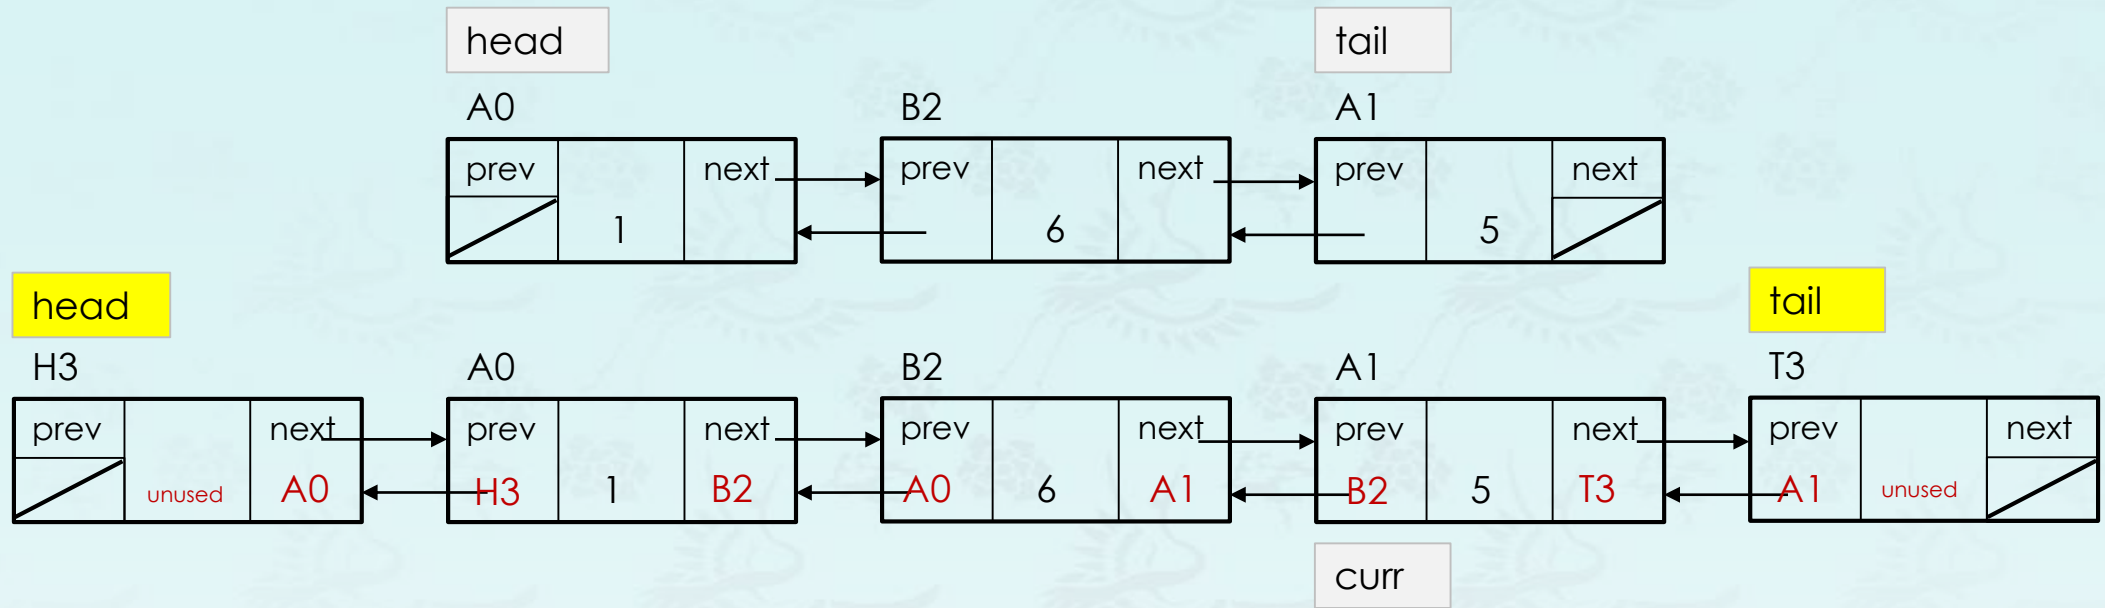 head tail
A0 B2 A1
prev next prev next prev next
1 6 5
head tail
H3 A0 B2 A1 T3
prev next prev next prev next prev next prev next
unused A0 H3 1 B2 A0 6 A1 B2 5 T3 A1 unused
curr